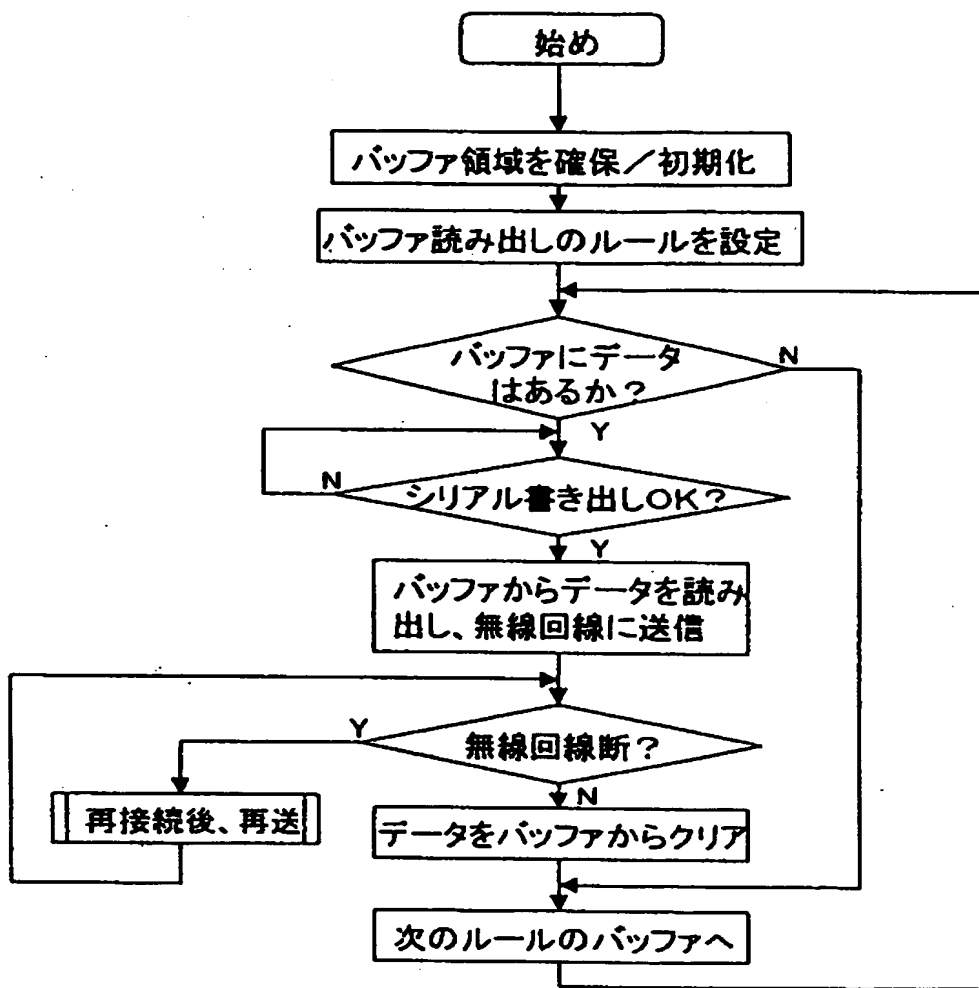 始め
バッファ領域を確保／初期化
バッファ読み出しのルールを設定
バッファにデータ
はあるか？
N
Y
シリアル書き出しOK？
N
Y
バッファからデータを読み
出し、無線回線に送信
無線回線断？
Y
N
再接続後、再送
データをバッファからクリア
次のルールのバッファへ